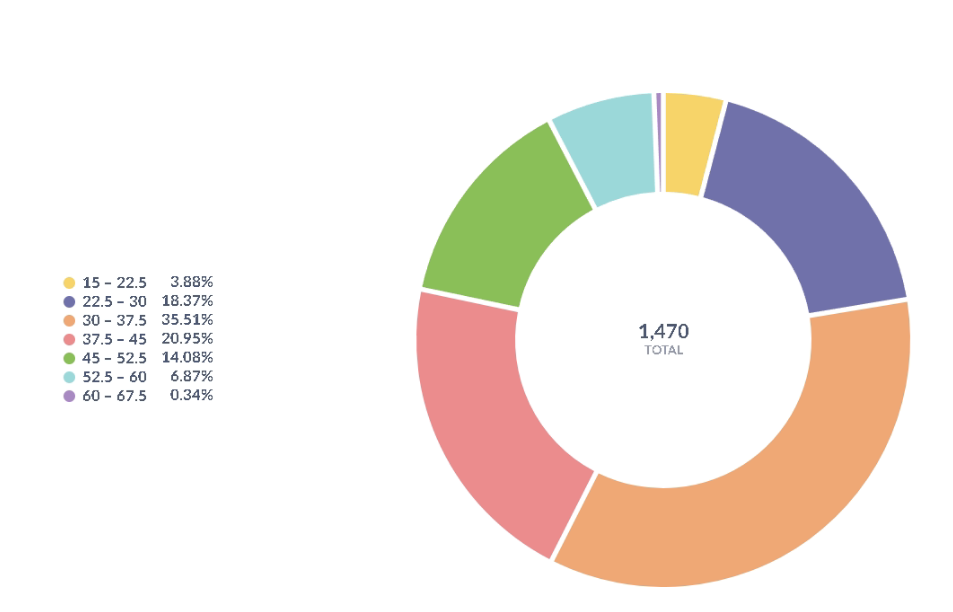 15 – 22.5 3.88%
22.5 – 30 18.37%
30 – 37.5 35.51%
37.5 – 45 20.95%
45 – 52.5 14.08%
52.5 – 60 6.87%
60 – 67.5 0.34%
1,470
TOTAL